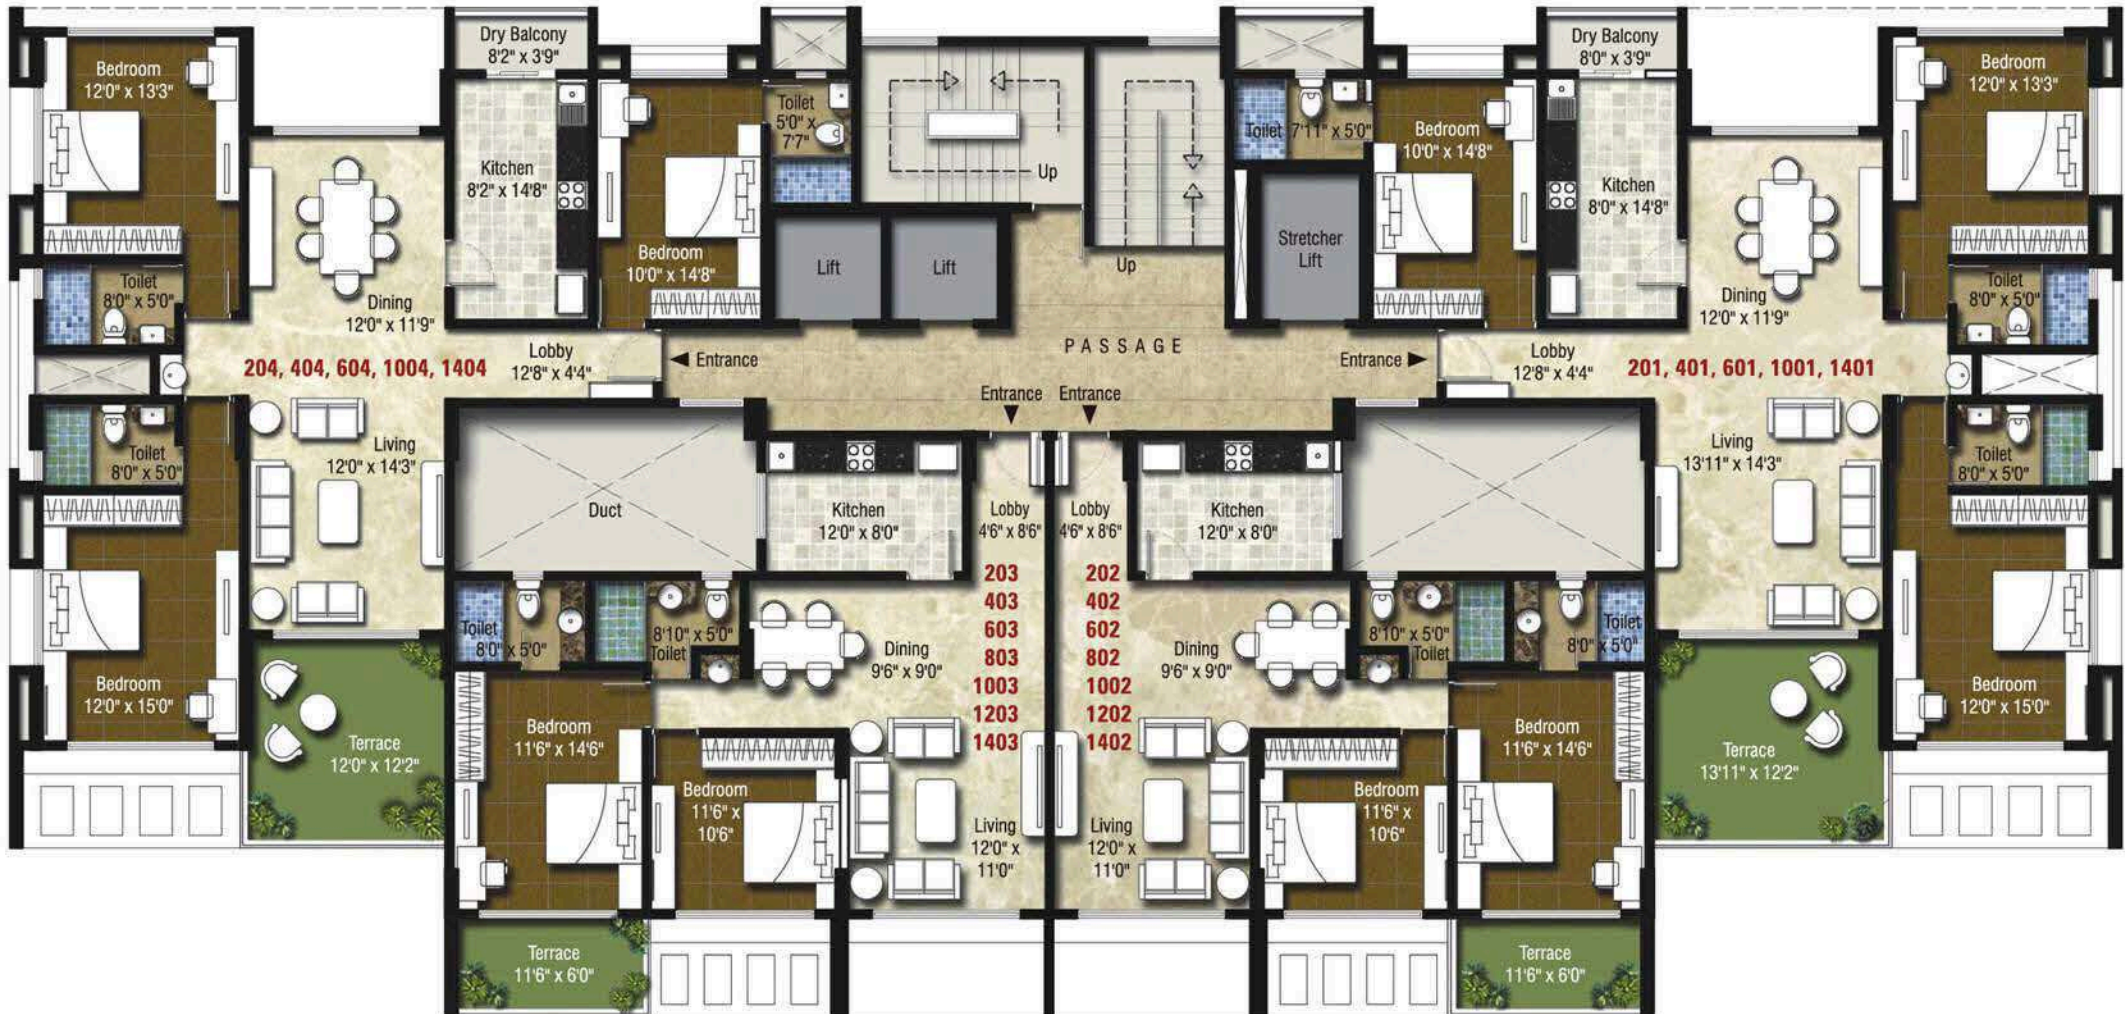 Dry Balcony
8'2" x 3'9"
Dry Balcony
8'0" x 3'9"
Bedroom
12'0" x 13'3"
Kitchen
8'2" x 14'8"
Toilet
5'0" x
7'7"
Bedroom
10'0" x 14'8"
Up
Up
Lift
Lift
Stretcher
Lift
Toilet
7'11" x 5'0"
Bedroom
10'0" x 14'8"
Kitchen
8'0" x 14'8"
Bedroom
12'0" x 13'3"
Toilet
8'0" x 5'0"
Dining
12'0" x 11'9"
Dining
12'0" x 11'9"
Toilet
8'0" x 5'0"
204, 404, 604, 1004, 1404
Lobby
12'8" x 4'4"
Entrance
PASSAGE
Entrance
Lobby
12'8" x 4'4"
201, 401, 601, 1001, 1401
Entrance
Entrance
Toilet
8'0" x 5'0"
Living
12'0" x 14'3"
Duct
Kitchen
12'0" x 8'0"
Lobby
4'6" x 8'6"
Lobby
4'6" x 8'6"
Kitchen
12'0" x 8'0"
Living
13'11" x 14'3"
Toilet
8'0" x 5'0"
203
403
603
803
1003
1203
1403
202
402
602
802
1002
1202
1402
Toilet
8'0" x 5'0"
8'10" x 5'0"
Toilet
Dining
9'6" x 9'0"
Dining
9'6" x 9'0"
8'10" x 5'0"
Toilet
Toilet
8'0" x 5'0"
Bedroom
12'0" x 15'0"
Terrace
12'0" x 12'2"
Bedroom
11'6" x 14'6"
Bedroom
11'6" x
10'6"
Living
12'0" x
11'0"
Living
12'0" x
11'0"
Bedroom
11'6" x
10'6"
Bedroom
11'6" x 14'6"
Terrace
13'11" x 12'2"
Bedroom
12'0" x 15'0"
Terrace
11'6" x 6'0"
Terrace
11'6" x 6'0"